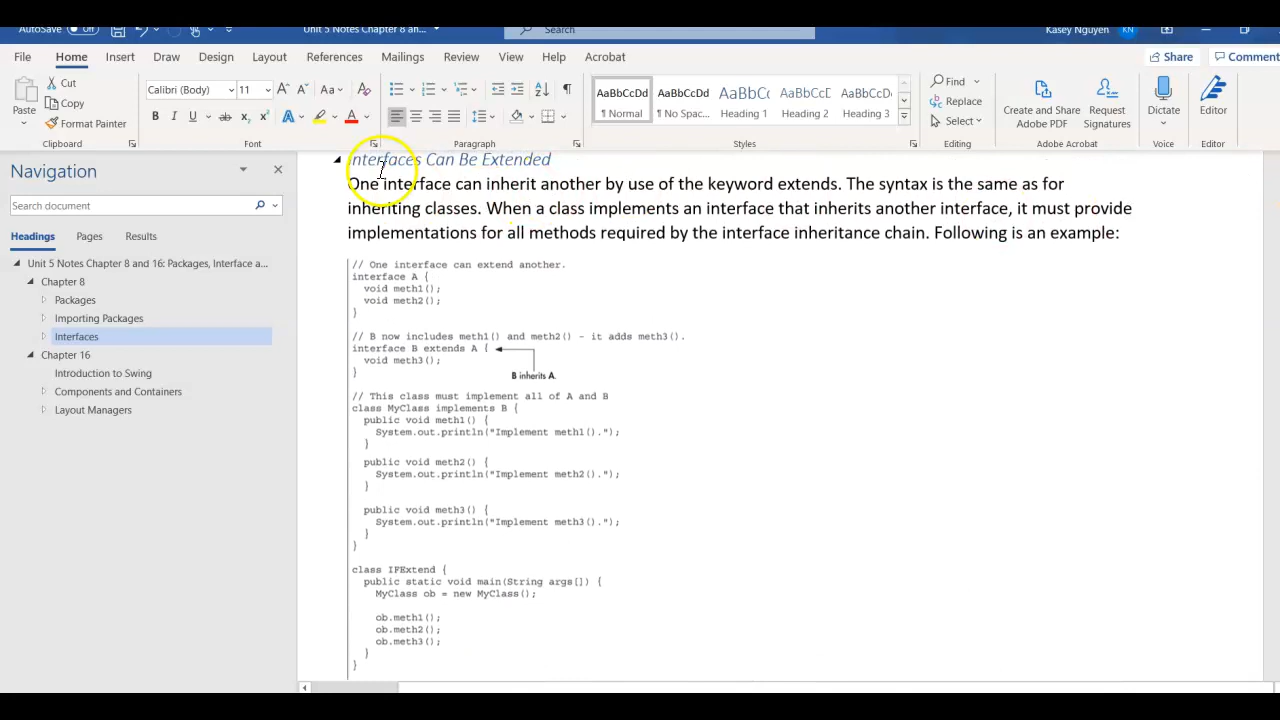 AutoSave Off Unit 5 Notes Chapter 8 an... Search Kasey Nguyen KN
File Home Insert Draw Design Layout References Mailings Review View Help Acrobat Share Comment
Paste Cut Copy Format Painter
Calibri (Body) 11
AaBbCcDd AaBbCcDd AaBbCc AaBbCcE AaBbCcDd
¶ Normal ¶ No Spac... Heading 1 Heading 2 Heading 3
Find Replace Select
Create and Share Adobe PDF Request Signatures Dictate Editor
Clipboard Font Paragraph Styles Editing Adobe Acrobat Voice Editor
Navigation
Search document
Headings Pages Results
Unit 5 Notes Chapter 8 and 16: Packages, Interface a...
Chapter 8
Packages
Importing Packages
Interfaces
Chapter 16
Introduction to Swing
Components and Containers
Layout Managers
Interfaces Can Be Extended
One interface can inherit another by use of the keyword extends. The syntax is the same as for
inheriting classes. When a class implements an interface that inherits another interface, it must provide
implementations for all methods required by the interface inheritance chain. Following is an example:
// One interface can extend another.
interface A {
void meth1();
void meth2();
}
// B now includes meth1() and meth2() - it adds meth3().
interface B extends A {
void meth3();
}
B inherits A.
// This class must implement all of A and B
class MyClass implements B {
public void meth1() {
System.out.println("Implement meth1().");
}
public void meth2() {
System.out.println("Implement meth2().");
}
public void meth3() {
System.out.println("Implement meth3().");
}
}
class IFExtend {
public static void main(String args[]) {
MyClass ob = new MyClass();
ob.meth1();
ob.meth2();
ob.meth3();
}
}